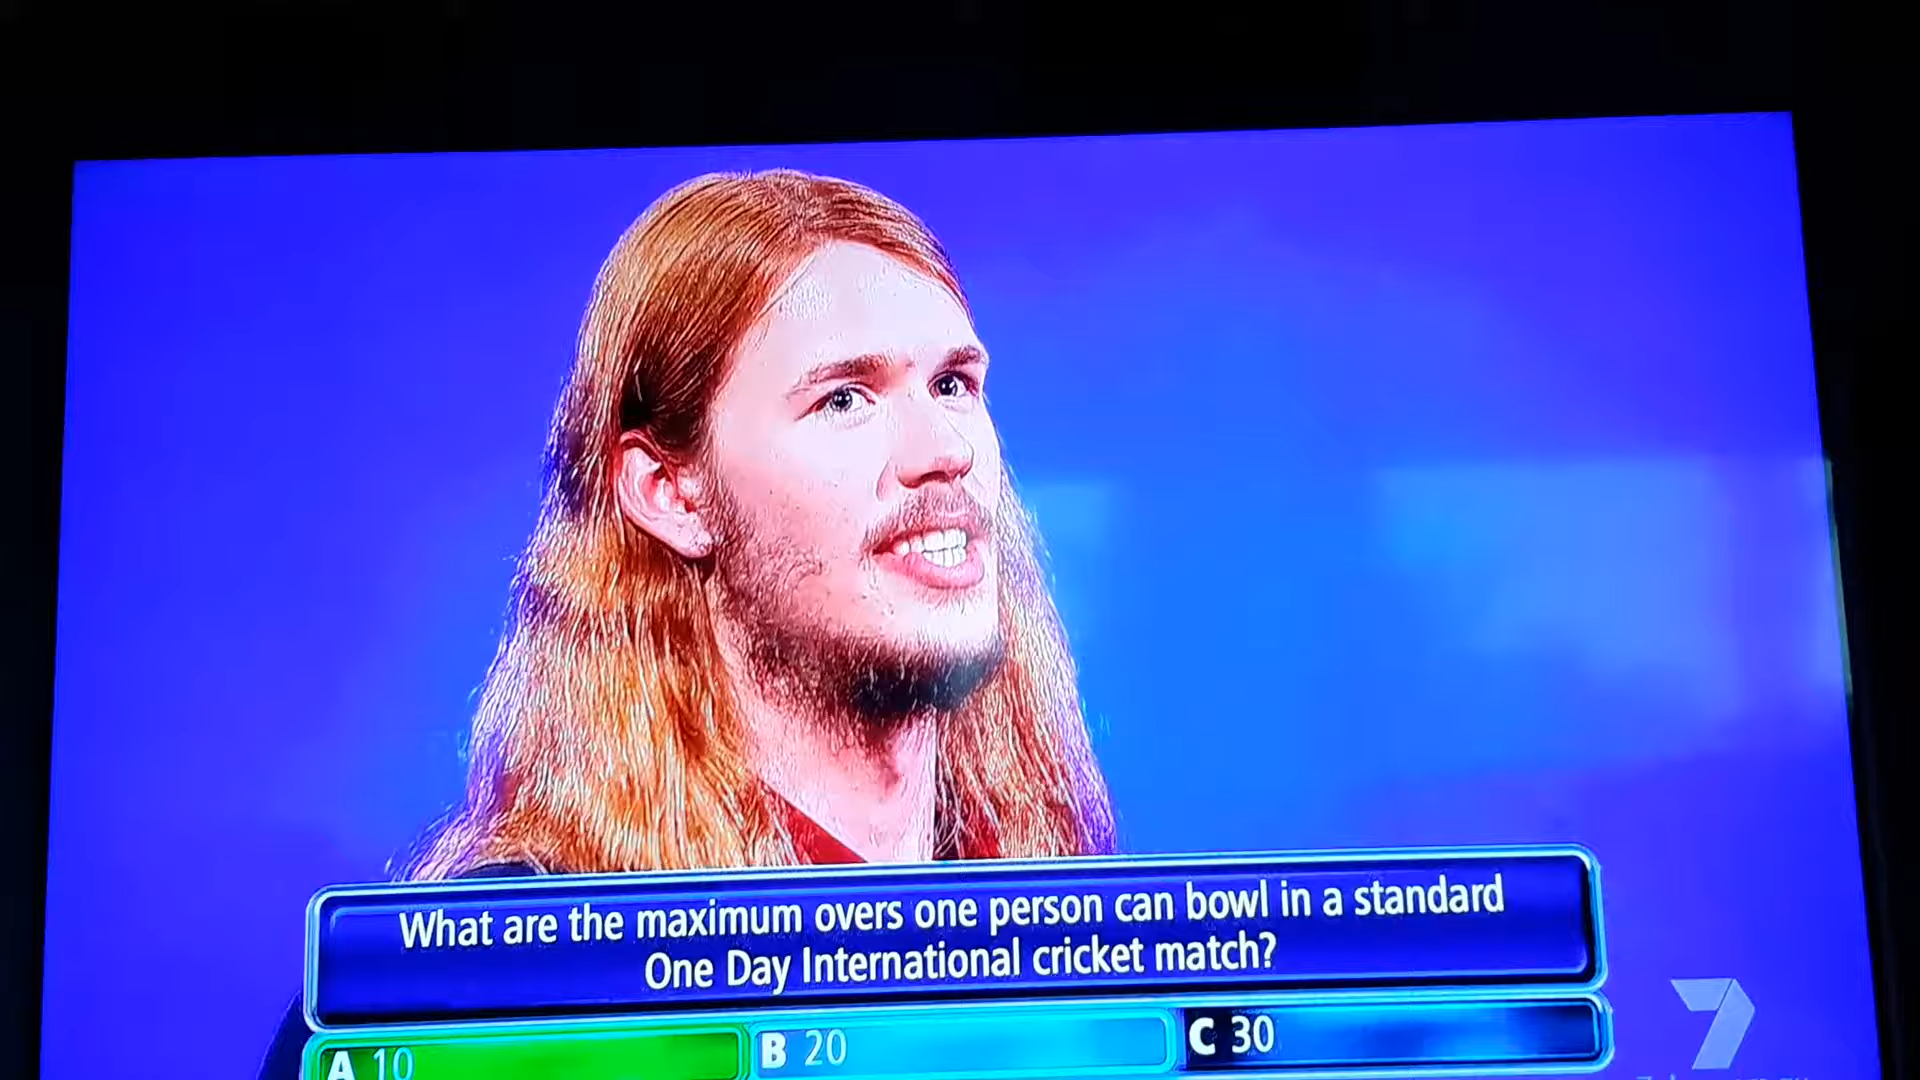 What are the maximum overs one person can bowl in a standard
One Day International cricket match?
A 10
B 20
C 30
7